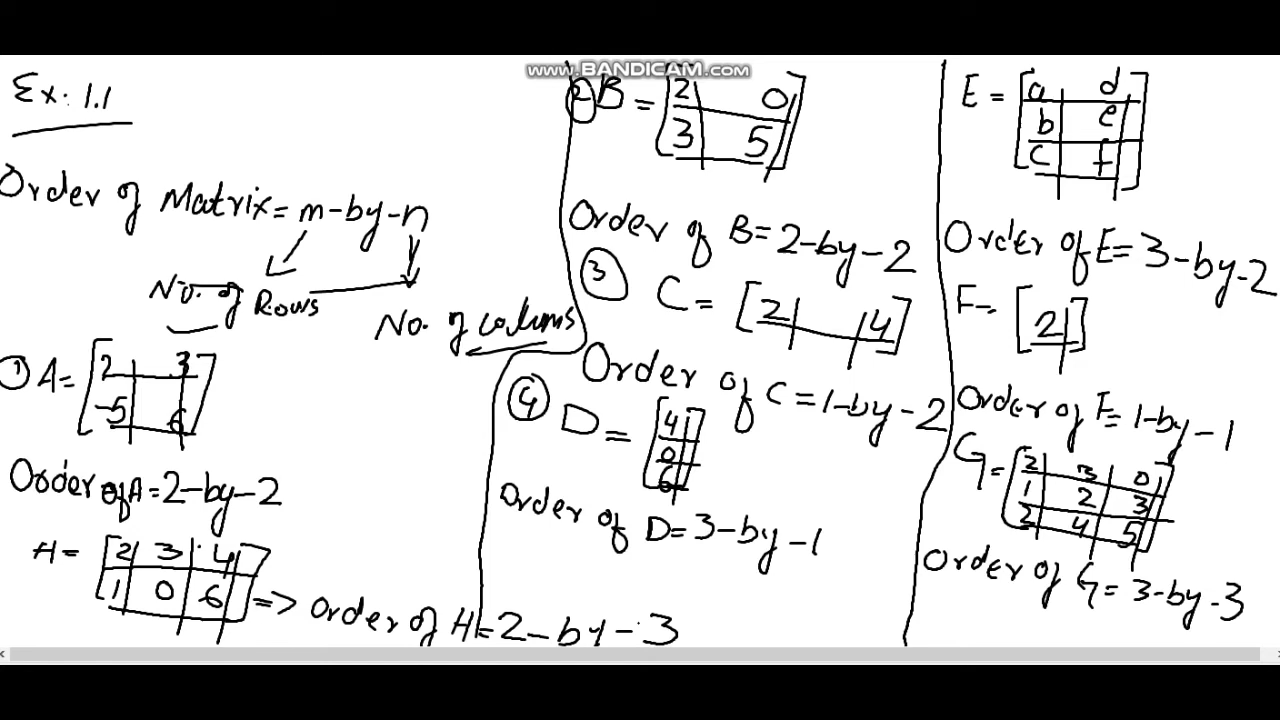 www.BANDICAM.com
Ex. 1.1
Order of Matrix = m-by-n
No. of Rows
No. of colums
① A = [2 3
-5 6]
Order of A = 2-by-2
H = [2 3 4
1 0 6] => Order of H = 2-by-3
② B = [2 0
3 5]
Order of B = 2-by-2
③ C = [2 4]
Order of C = 1-by-2
④ D = [4
0
6]
Order of D = 3-by-1
E = [a d
b e
c f]
Order of E = 3-by-2
F = [2]
Order of F = 1-by-1
G = [2 3 0
1 2 3
2 4 5]
Order of G = 3-by-3